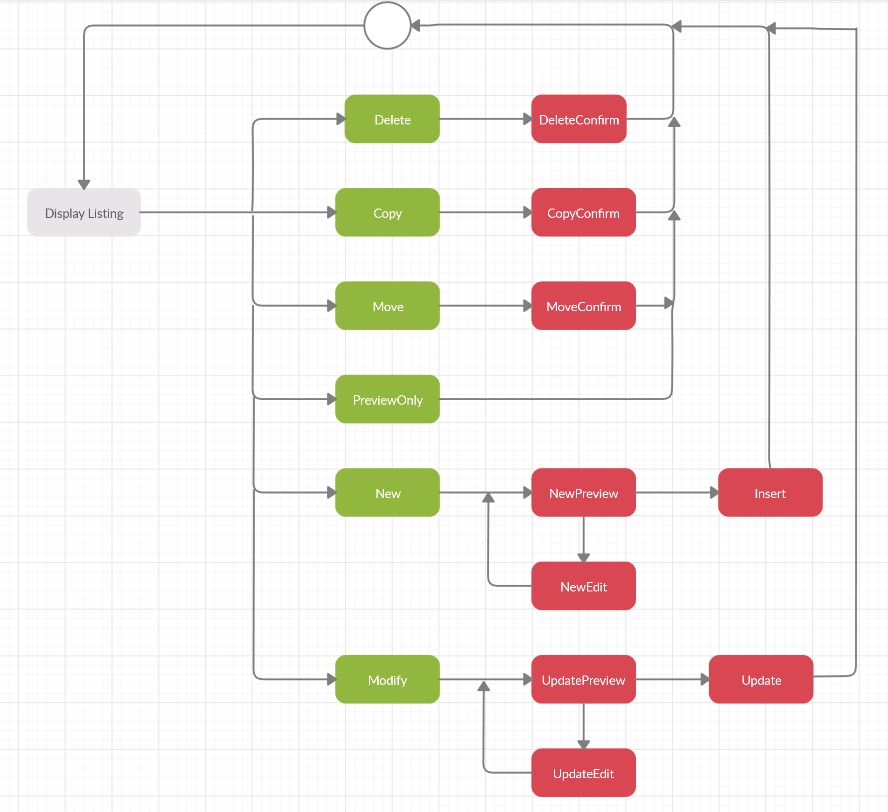 Delete
DeleteConfirm
Display Listing
Copy
CopyConfirm
Move
MoveConfirm
PreviewOnly
New
NewPreview
Insert
NewEdit
Modify
UpdatePreview
Update
UpdateEdit